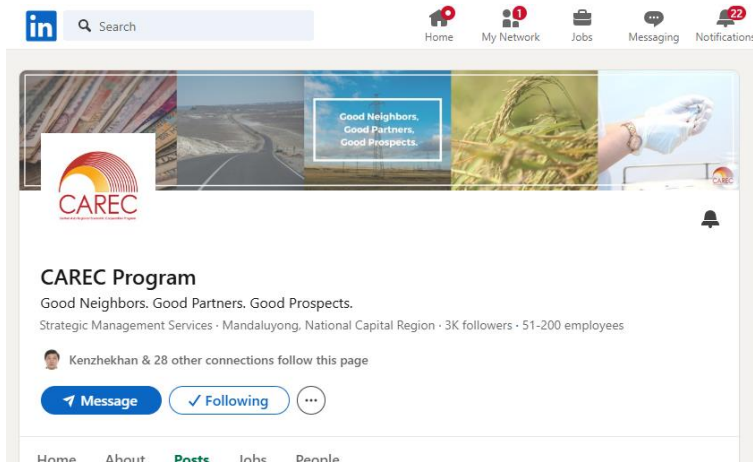 in
Search
22
1
Home
My Network
Jobs
Messaging
Notifications
Good Neighbors,
Good Partners,
Good Prospects.
CAREC
CAREC
CAREC Program
Good Neighbors. Good Partners. Good Prospects.
Strategic Management Services · Mandaluyong, National Capital Region · 3K followers · 51-200 employees
Kenzhekhan & 28 other connections follow this page
Message
Following
Home
About
Posts
Jobs
People